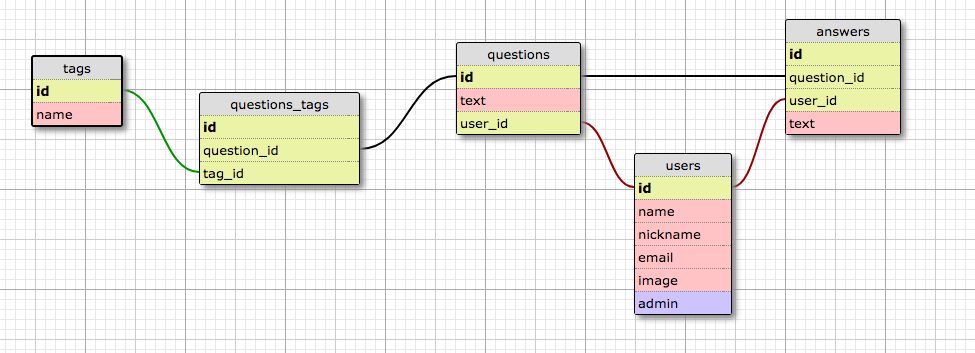 tags
id
name
questions_tags
id
question_id
tag_id
questions
id
text
user_id
users
id
name
nickname
email
image
admin
answers
id
question_id
user_id
text